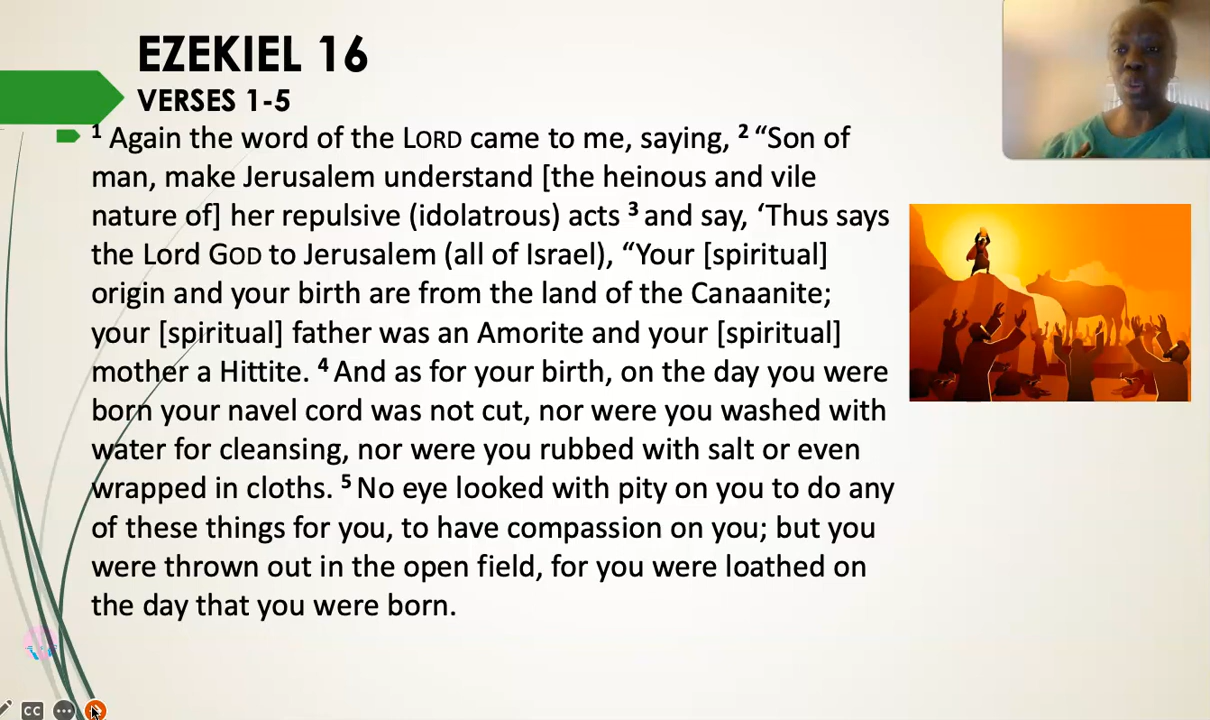 EZEKIEL 16
VERSES 1-5
1 Again the word of the LORD came to me, saying, 2 “Son of
man, make Jerusalem understand [the heinous and vile
nature of] her repulsive (idolatrous) acts 3 and say, ‘Thus says
the Lord GOD to Jerusalem (all of Israel), “Your [spiritual]
origin and your birth are from the land of the Canaanite;
your [spiritual] father was an Amorite and your [spiritual]
mother a Hittite. 4 And as for your birth, on the day you were
born your navel cord was not cut, nor were you washed with
water for cleansing, nor were you rubbed with salt or even
wrapped in cloths. 5 No eye looked with pity on you to do any
of these things for you, to have compassion on you; but you
were thrown out in the open field, for you were loathed on
the day that you were born.
CC